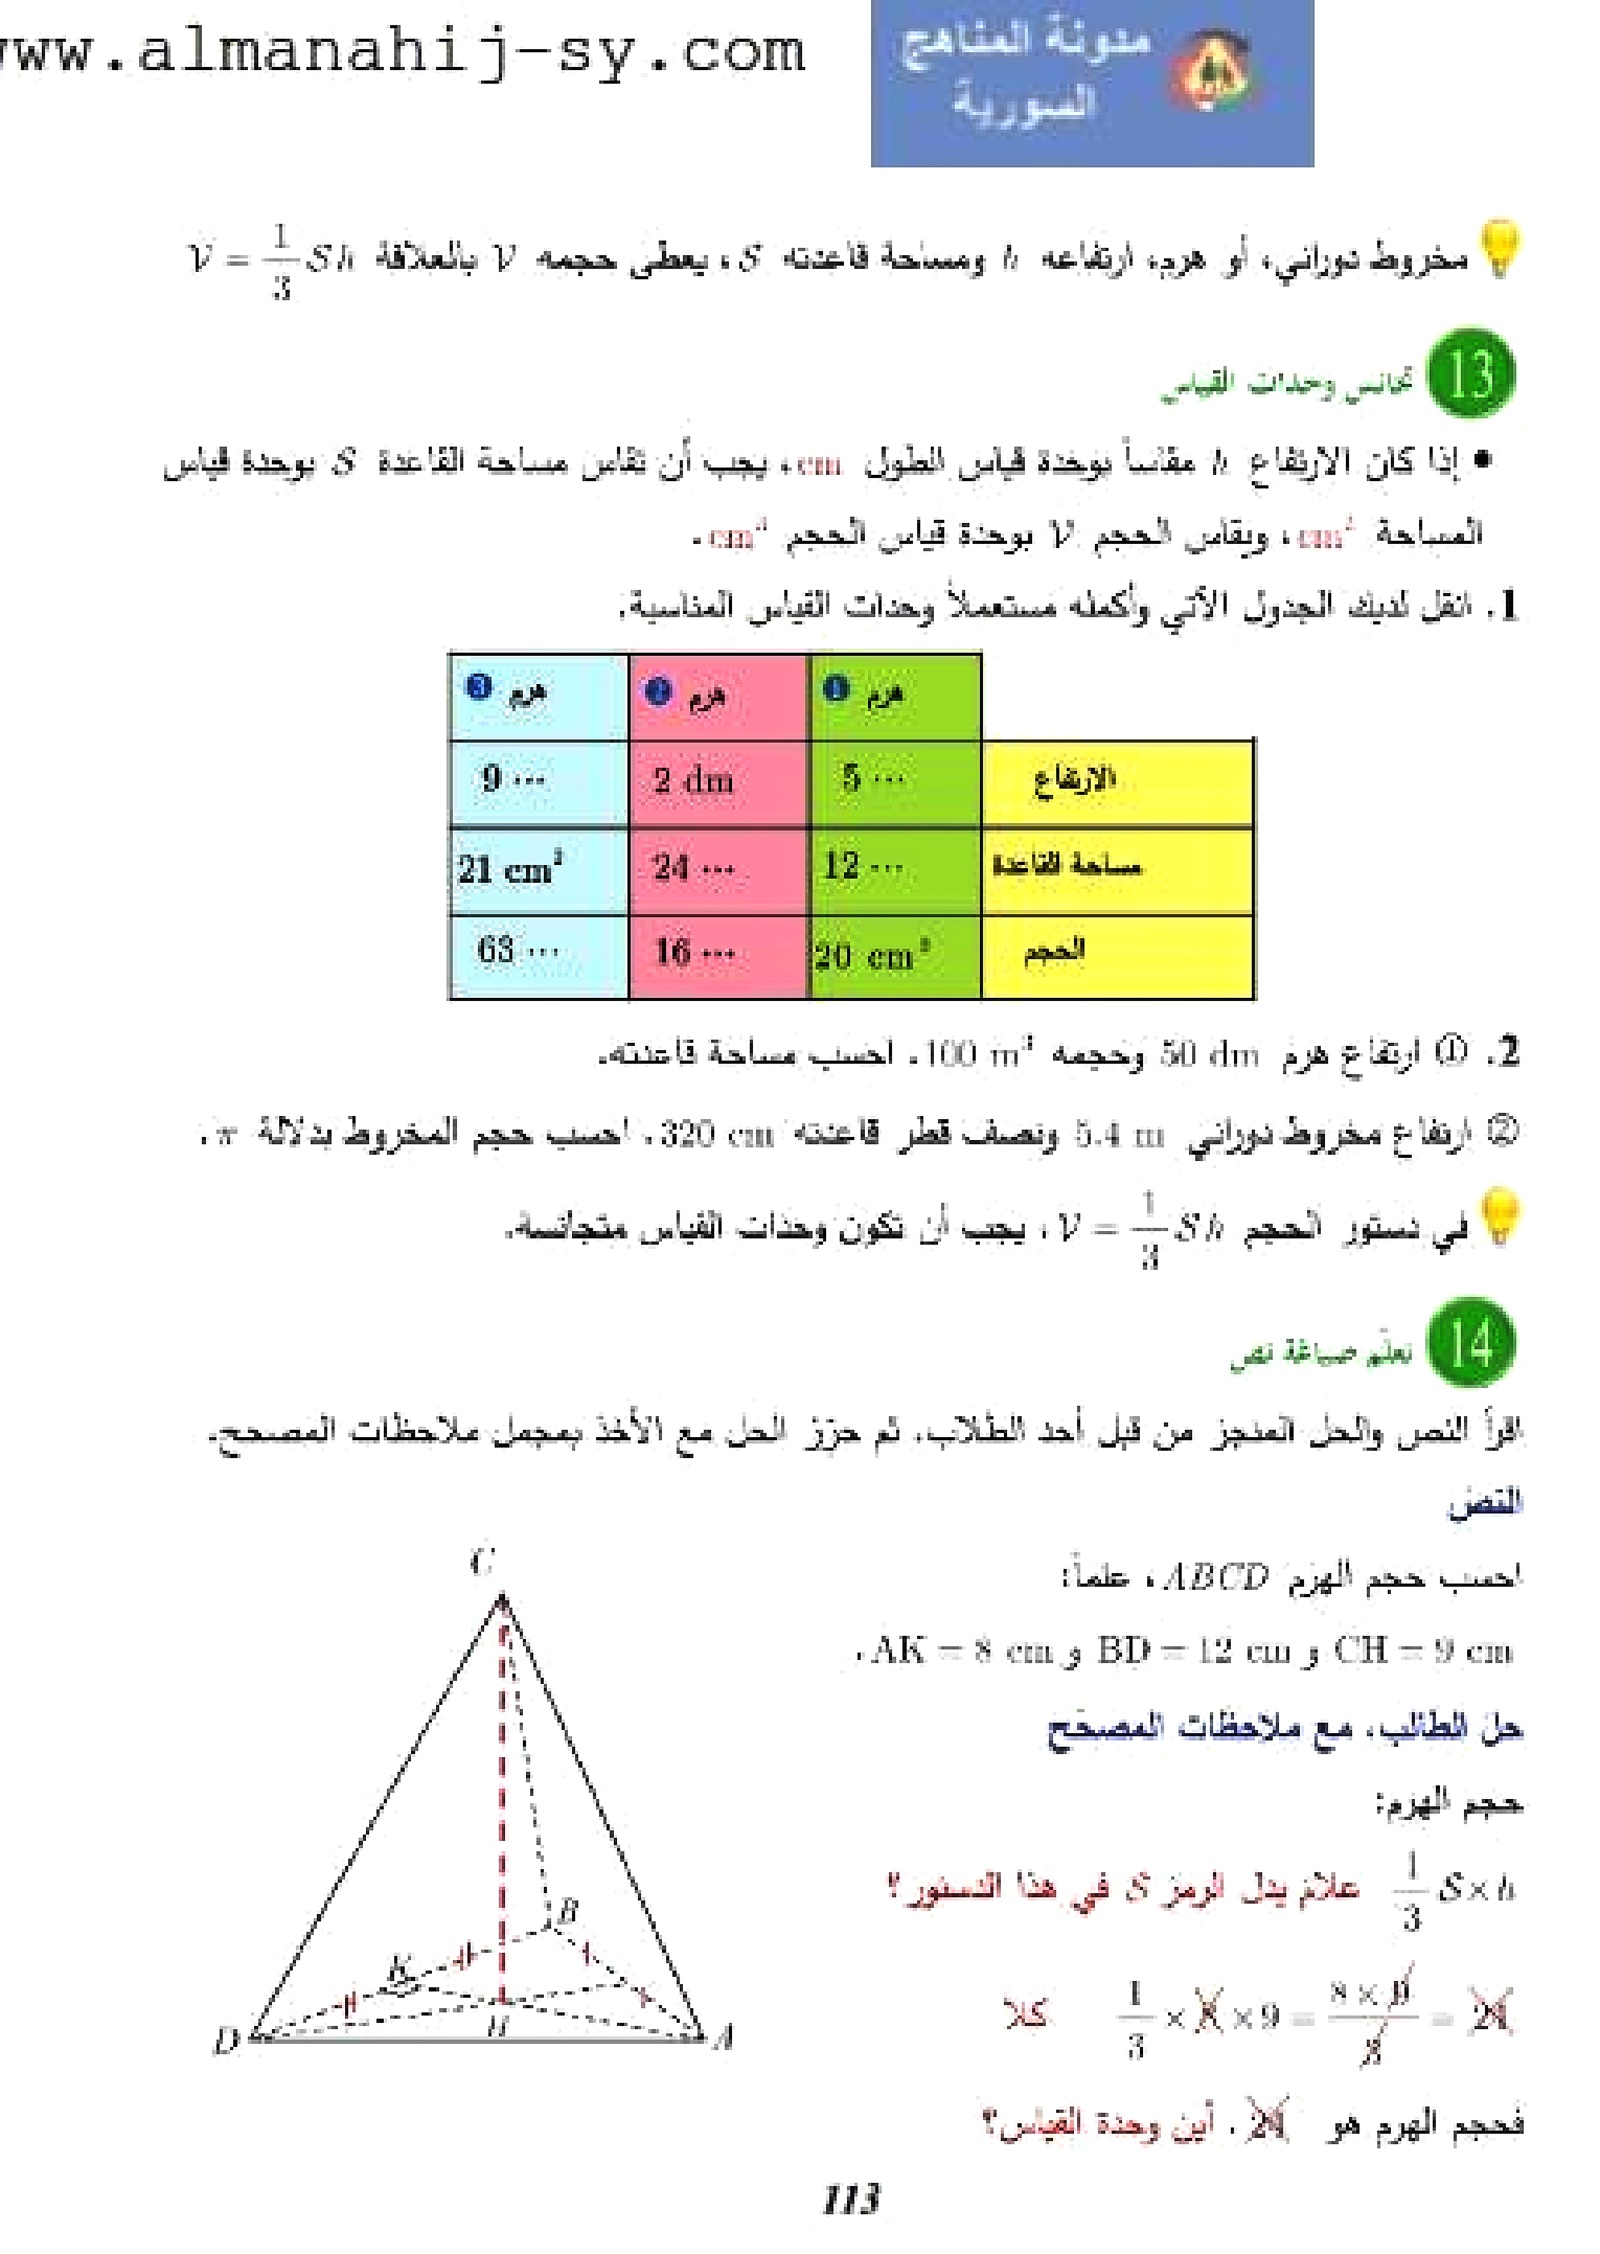 www.almanahij-sy.com
مدونة المناهج
السورية
مخروط دوراني، أو هرم، ارتفاعه h ومساحة قاعدته S، يعطى حجمه V بالعلاقة V = 1/3 Sh
13 تجانس وحدات القياس
• إذا كان الارتفاع h مقاساً بوحدة قياس الطول cm، يجب أن تقاس مساحة القاعدة S بوحدة قياس
المساحة cm²، ويقاس الحجم V بوحدة قياس الحجم cm³.
1. انقل لديك الجدول الآتي وأكمله مستعملاً وحدات القياس المناسبة.
هرم 1 هرم 2 هرم 3
الارتفاع 5 ... 2 dm 9 ...
مساحة القاعدة 12 ... 24 ... 21 cm²
الحجم 20 cm³ 16 ... 63 ...
2. ① ارتفاع هرم 50 dm وحجمه 100 m³. احسب مساحة قاعدته.
② ارتفاع مخروط دوراني 5.4 m ونصف قطر قاعدته 320 cm. احسب حجم المخروط بدلالة π.
في دستور الحجم V = 1/3 Sh، يجب أن تكون وحدات القياس متجانسة.
14 تعلّم صياغة نص
اقرأ النص والحل المنجز من قبل أحد الطلاب، ثم حرّر الحل مع الأخذ بمجمل ملاحظات المصحح.
النص
احسب حجم الهرم ABCD، علماً:
CH = 9 cm و BD = 12 cm و AK = 8 cm.
حل الطالب، مع ملاحظات المصحّح
حجم الهرم:
1/3 S × h علامَ يدل الرمز S في هذا الدستور؟
1/3 × 8 × 9 = 8 × 9 / 3 = 24 كلا
فحجم الهرم هو 24. أين وحدة القياس؟
C
B
K
D
H
A
113